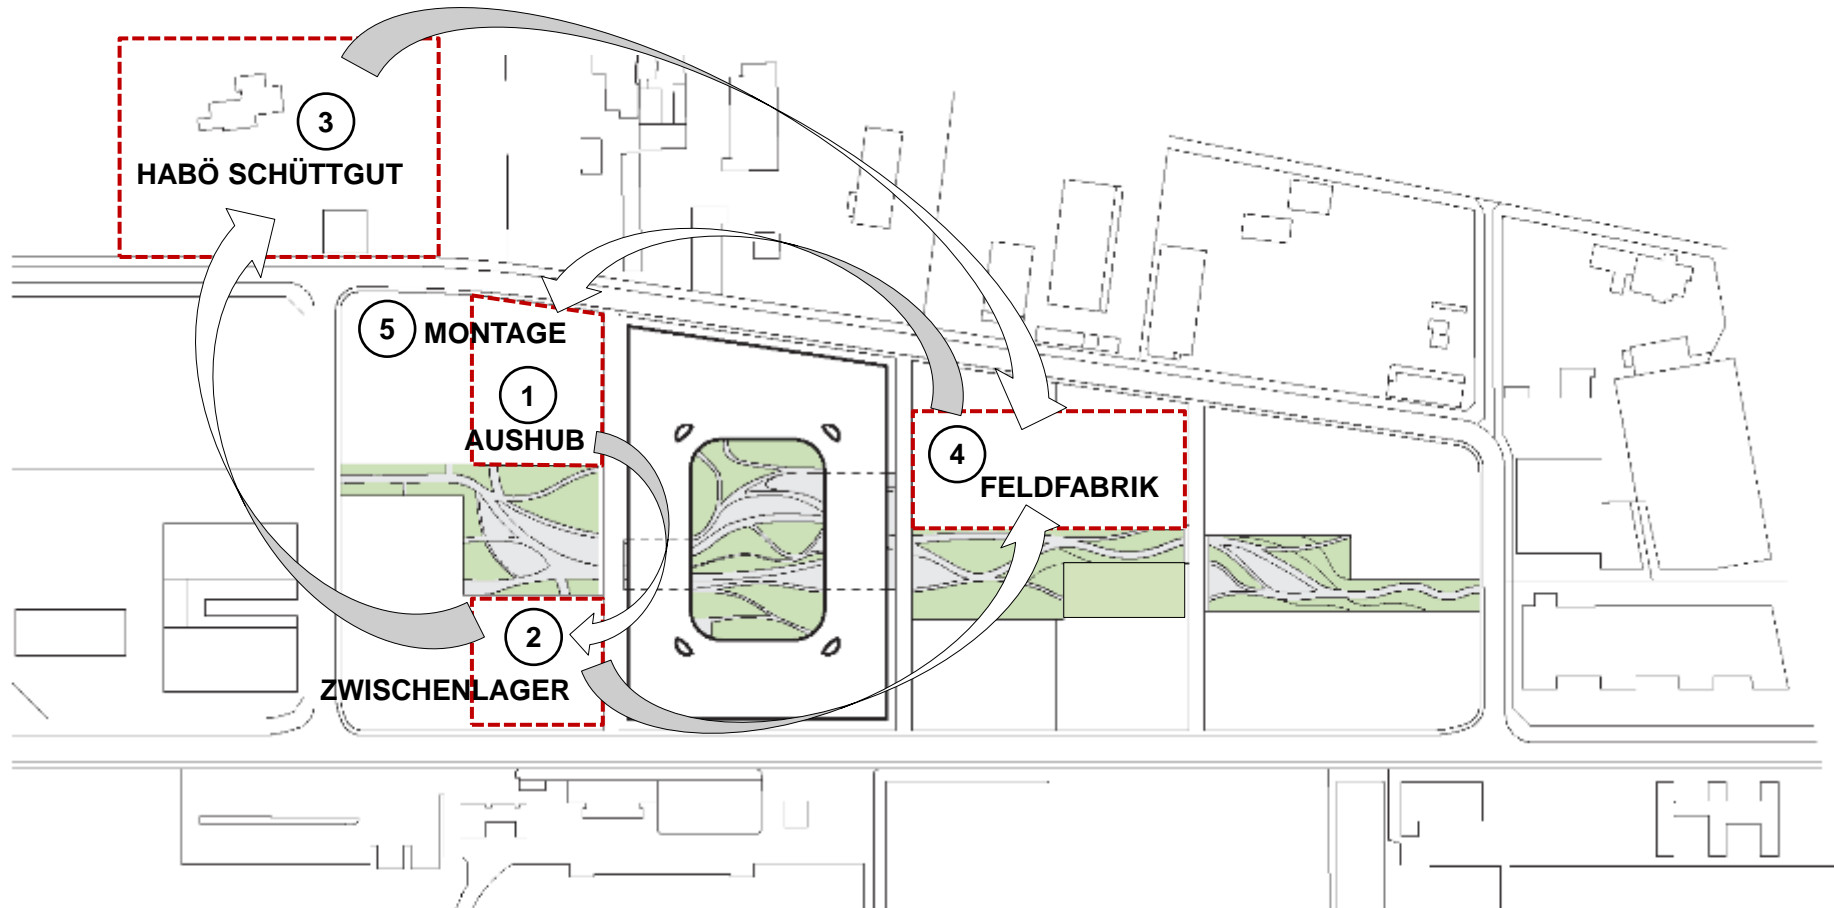 3
HABÖ SCHÜTTGUT
5
MONTAGE
1
AUSHUB
4
FELDFABRIK
2
ZWISCHENLAGER